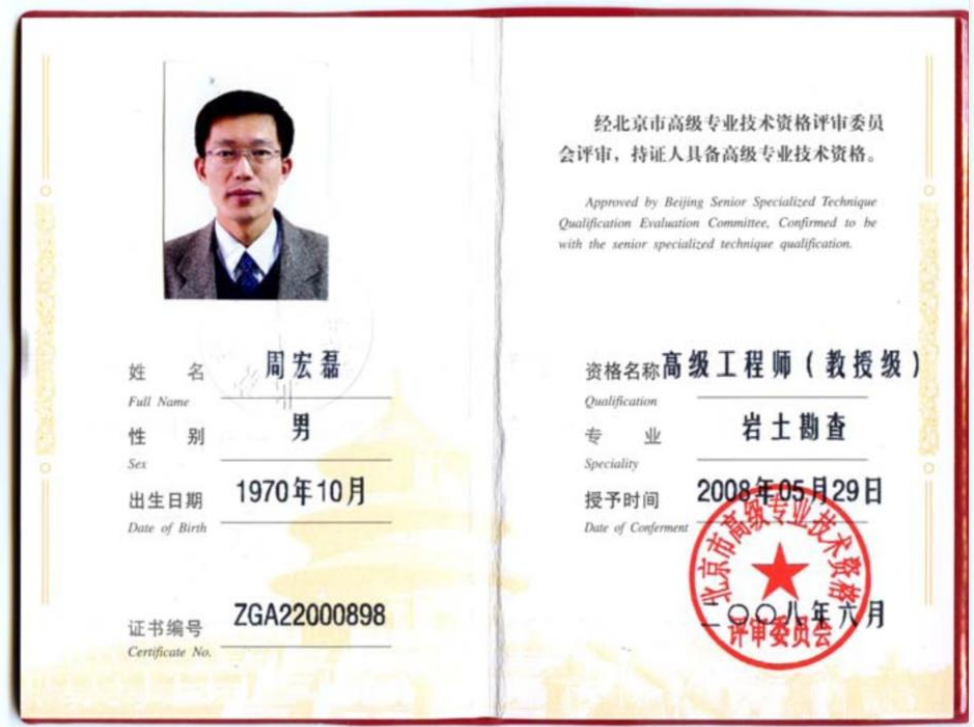 姓 名 周宏磊
Full Name
性 别 男
Sex
出生日期 1970年10月
Date of Birth
证书编号 ZGA22000898
Certificate No.
经北京市高级专业技术资格评审委员
会评审，持证人具备高级专业技术资格。
Approved by Beijing Senior Specialized Technique
Qualification Evaluation Committee, Confirmed to be
with the senior specialized technique qualification.
资格名称 高级工程师（教授级）
Qualification
专 业 岩土勘查
Speciality
授予时间 2008年05月29日
Date of Conferment
北京市高级专业技术资格
评审委员会
二〇〇八年六月